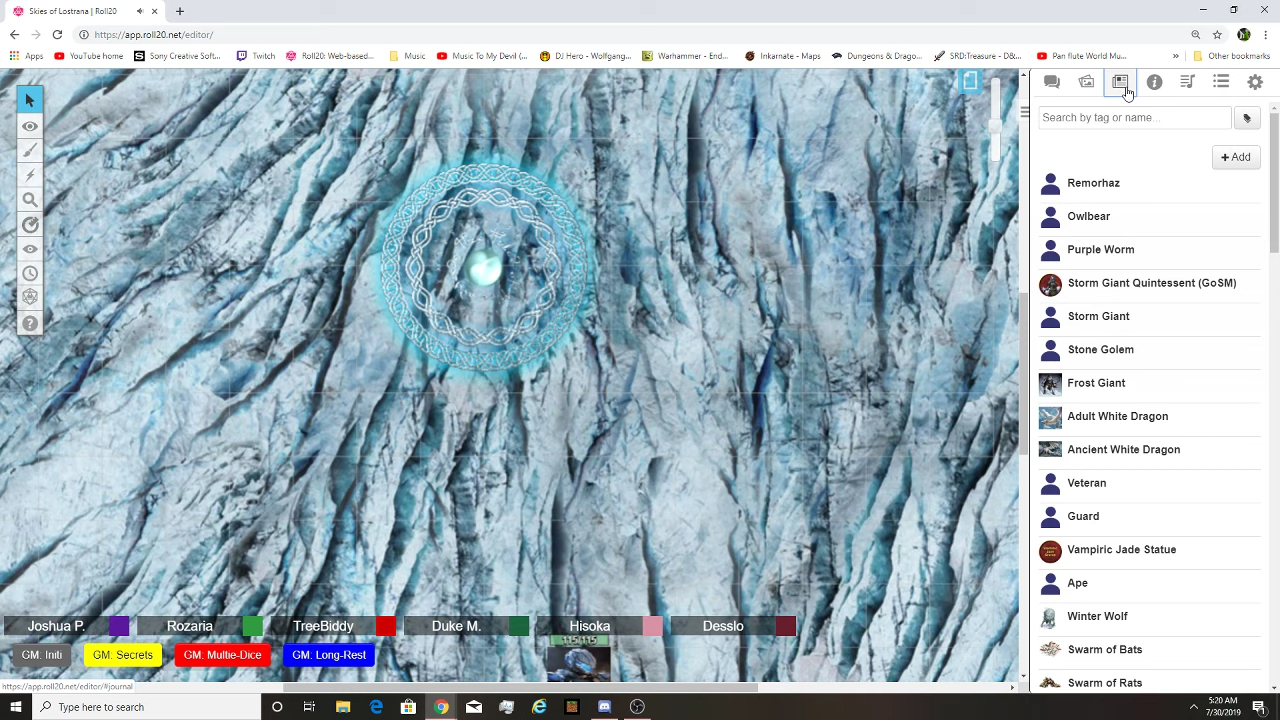 Skies of Lostana | Roll20
https://app.roll20.net/editor/
Apps
YouTube home
Sony Creative Soft...
Twitch
Roll20: Web-based...
Music
Music To My Devil (...
DJ Hero - Wolfgang...
Warhammer - End...
Inkarnate - Maps
Dungeons & Drago...
SRD:Treasure - D&...
Pan flute World Mu...
»
Other bookmarks
Search by tag or name...
+ Add
Remorhaz
Owlbear
Purple Worm
Storm Giant Quintessent (GoSM)
Storm Giant
Stone Golem
Frost Giant
Adult White Dragon
Ancient White Dragon
Veteran
Guard
Vampiric Jade Statue
Ape
Winter Wolf
Swarm of Bats
Swarm of Rats
Joshua P.
Rozaria
TreeBiddy
Duke M.
Hisoka
Desslo
115/115
GM: Initi
GM: Secrets
GM: Multie-Dice
GM: Long-Rest
https://app.roll20.net/editor/#journal
Type here to search
5:20 AM
7/30/2019